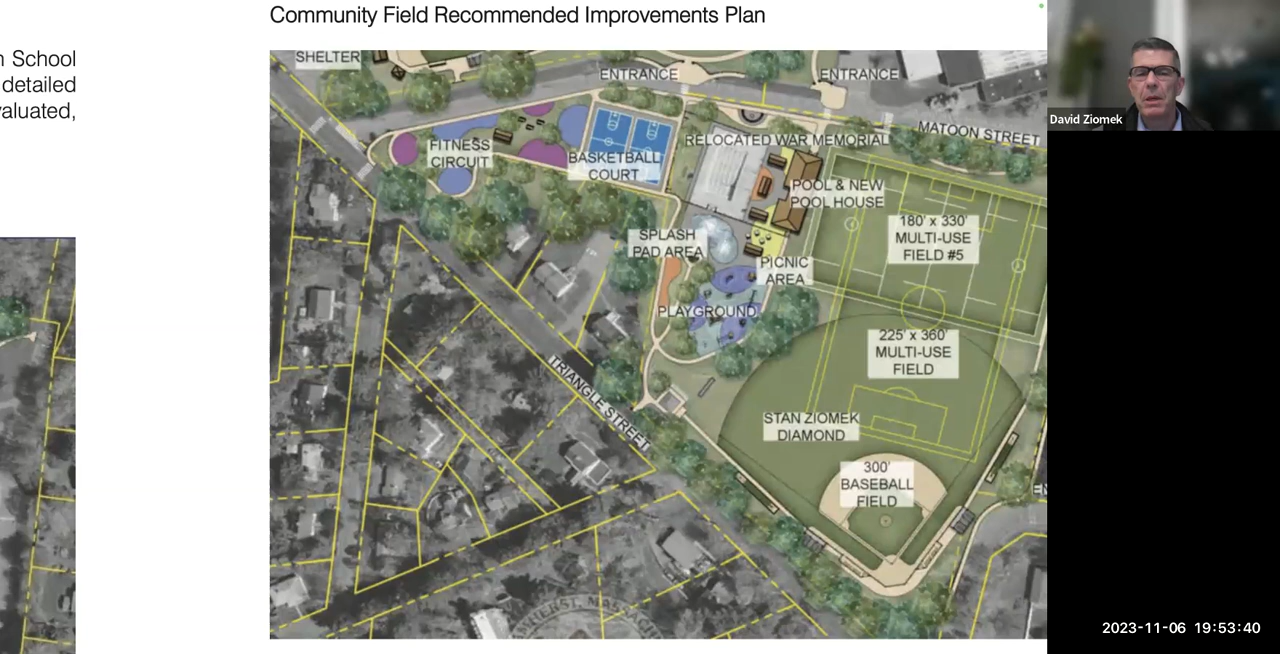 Community Field Recommended Improvements Plan
n School
detailed
valuated,
SHELTER
ENTRANCE
ENTRANCE
David Ziomek
MATOON STREET
FITNESS
CIRCUIT
BASKETBALL
COURT
RELOCATED WAR MEMORIAL
POOL & NEW
POOL HOUSE
180' x 330'
MULTI-USE
FIELD #5
SPLASH
PAD AREA
PICNIC
AREA
PLAYGROUND
225' x 360'
MULTI-USE
FIELD
TRIANGLE STREET
STAN ZIOMEK
DIAMOND
300'
BASEBALL
FIELD
EN
AMHERST, MASSACH
2023-11-06 19:53:40